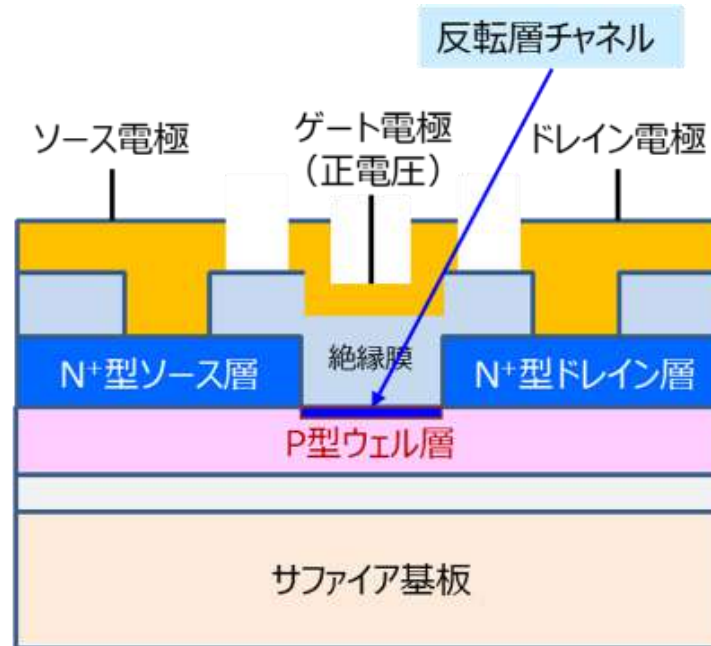 反転層チャネル
ソース電極
ゲート電極
(正電圧)
ドレイン電極
絶縁膜
N⁺型ソース層
N⁺型ドレイン層
P型ウェル層
サファイア基板